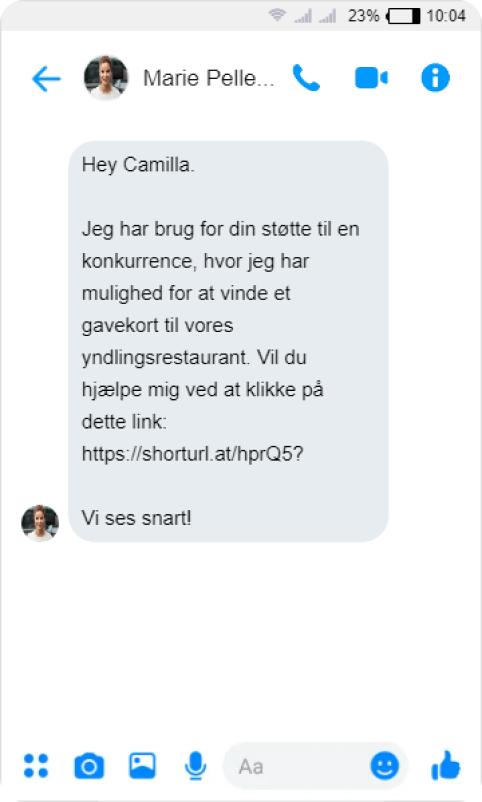 23% 10:04
Marie Pelle...
Hey Camilla.
Jeg har brug for din støtte til en
konkurrence, hvor jeg har
mulighed for at vinde et
gavekort til vores
yndlingsrestaurant. Vil du
hjælpe mig ved at klikke på
dette link:
https://shorturl.at/hprQ5?
Vi ses snart!
Aa